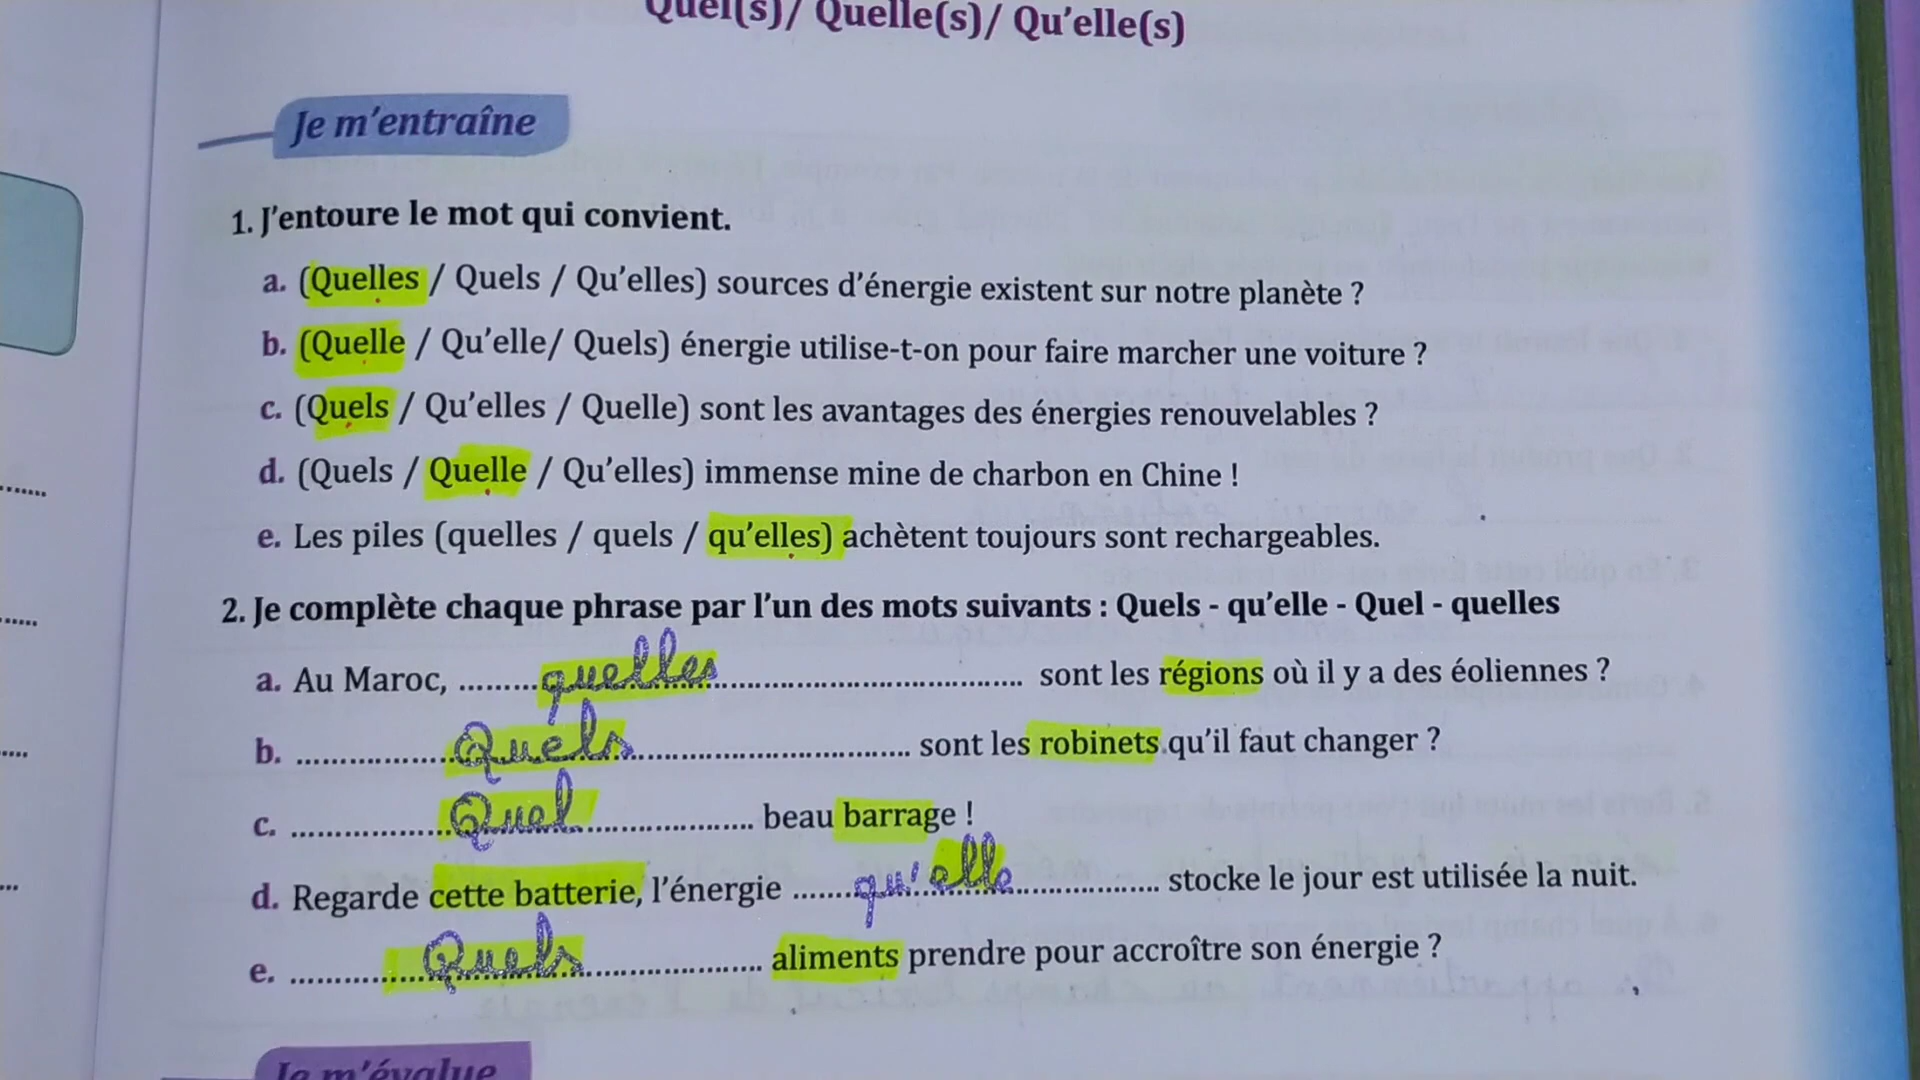 Quel(s)/ Quelle(s)/ Qu'elle(s)
Je m'entraîne
1. J'entoure le mot qui convient.
a. (Quelles / Quels / Qu'elles) sources d'énergie existent sur notre planète ?
b. (Quelle / Qu'elle/ Quels) énergie utilise-t-on pour faire marcher une voiture ?
c. (Quels / Qu'elles / Quelle) sont les avantages des énergies renouvelables ?
d. (Quels / Quelle / Qu'elles) immense mine de charbon en Chine !
e. Les piles (quelles / quels / qu'elles) achètent toujours sont rechargeables.
2. Je complète chaque phrase par l'un des mots suivants : Quels - qu'elle - Quel - quelles
a. Au Maroc, ......... quelles ......... sont les régions où il y a des éoliennes ?
b. ......... Quels ......... sont les robinets qu'il faut changer ?
c. ......... Quel ......... beau barrage !
d. Regarde cette batterie, l'énergie ......... qu'elle ......... stocke le jour est utilisée la nuit.
e. ......... Quels ......... aliments prendre pour accroître son énergie ?
Je m'évalue